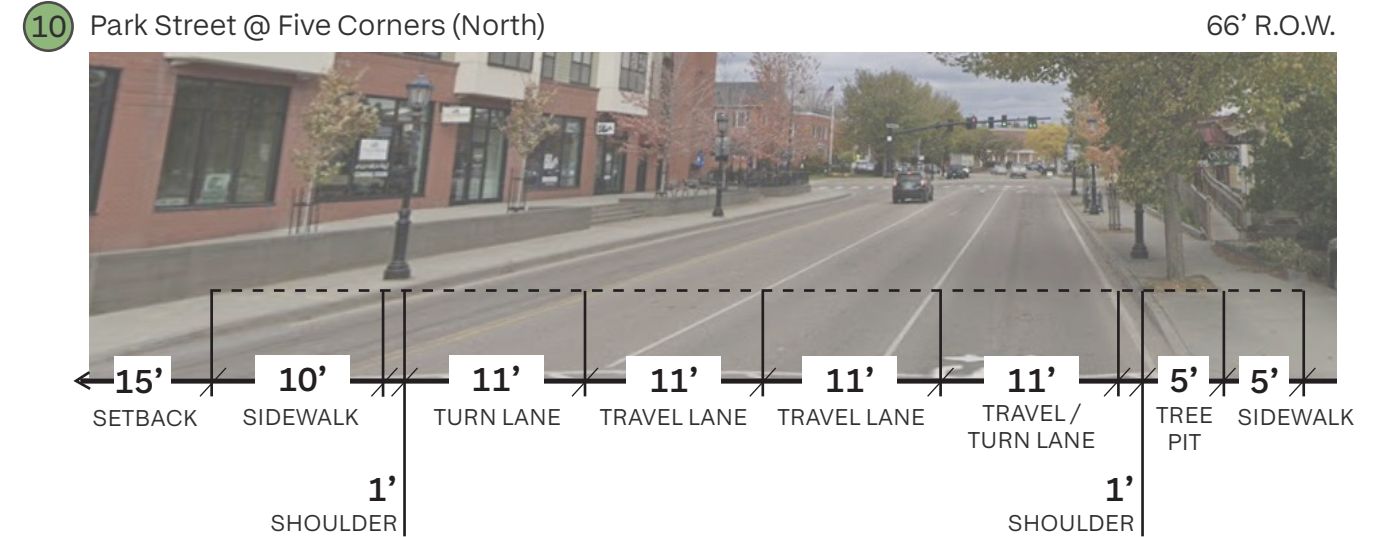 10 Park Street @ Five Corners (North) 66’ R.O.W.
15’ 10’ 11’ 11’ 11’ 11’ 5’ 5’
SETBACK SIDEWALK TURN LANE TRAVEL LANE TRAVEL LANE TRAVEL / TREE SIDEWALK
TURN LANE PIT
1’ 1’
SHOULDER SHOULDER